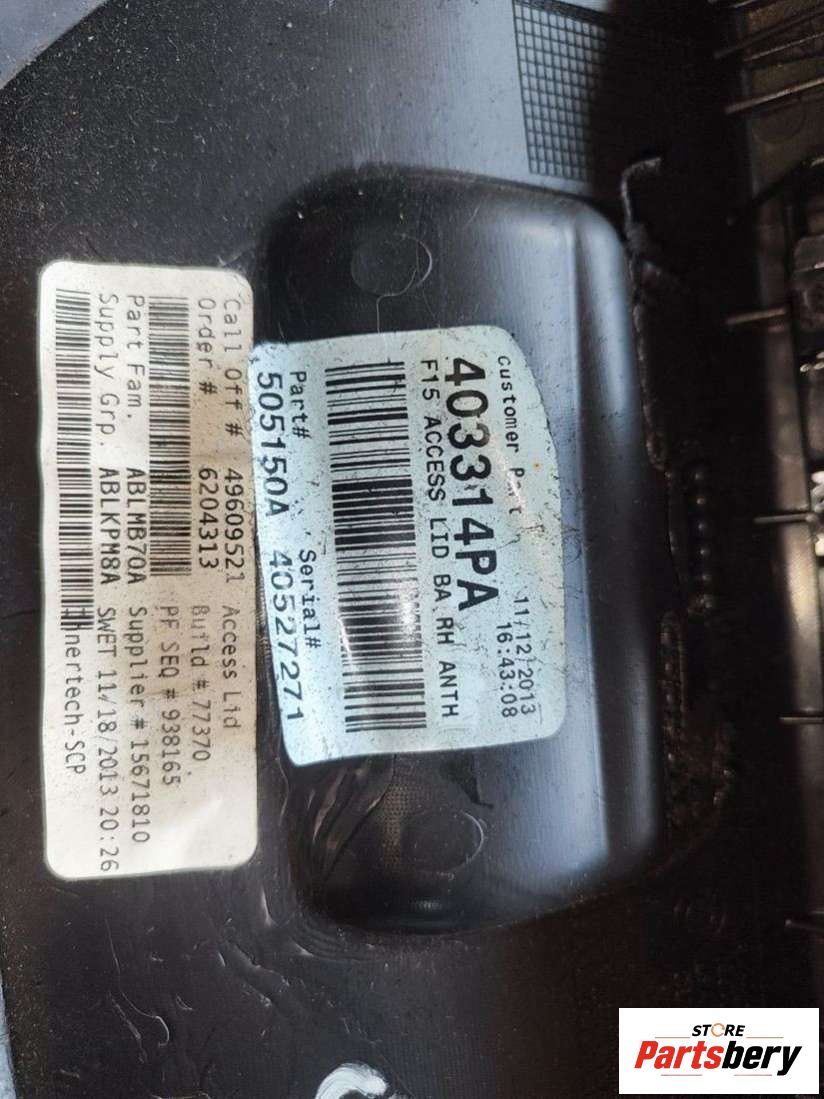 Customer Part 11/12/2013
16:43:08
403314PA
F15 ACCESS LID BA RH ANTH
Part# Serial#
505150A 40527271
Call Off # 49609521 Access Lid
Order # 6204313 Build # 77370
PF SEQ # 938165
Part Fam. ABLMB70A Supplier # 15671810
Supply Grp. ABLKPM8A SWET 11/18/2013 20:26
Inertech-SCP
STORE
Partsbery